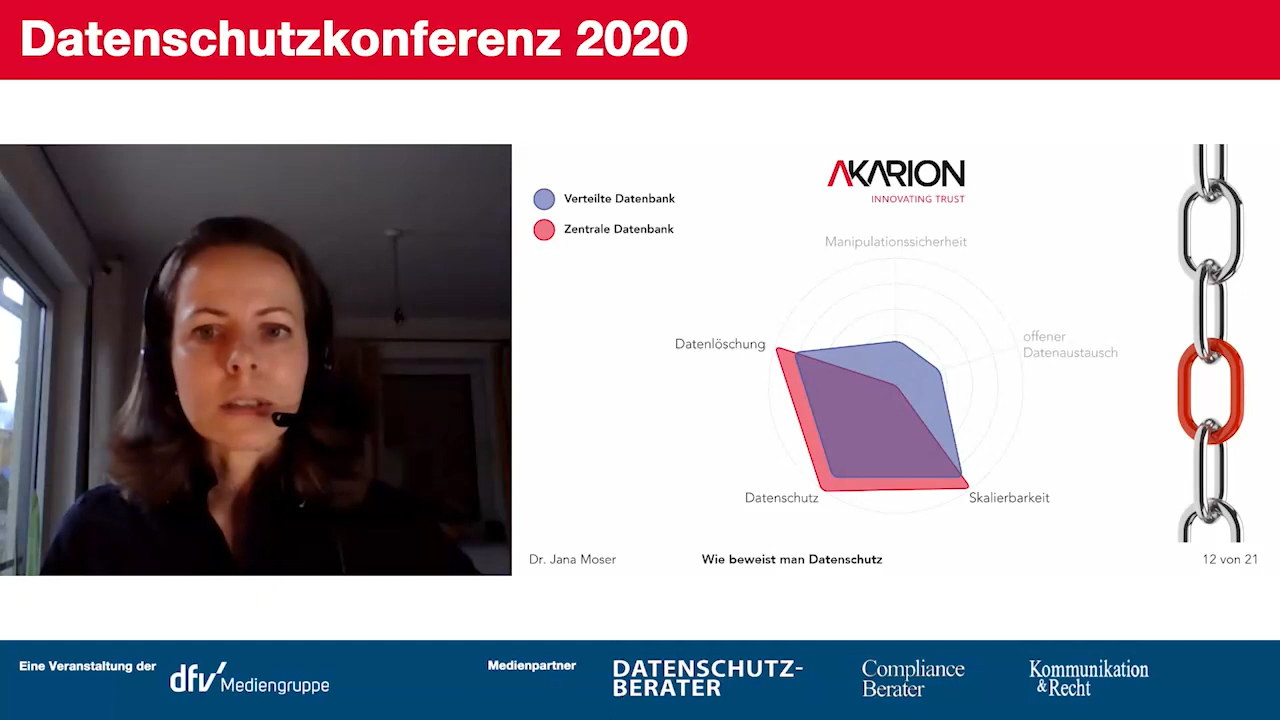 Datenschutzkonferenz 2020
AKARION
INNOVATING TRUST
Verteilte Datenbank
Zentrale Datenbank
Manipulationssicherheit
Datenlöschung
offener
Datenaustausch
Datenschutz
Skalierbarkeit
Dr. Jana Moser
Wie beweist man Datenschutz
12 von 21
Eine Veranstaltung der
dfv Mediengruppe
Medienpartner
DATENSCHUTZ-
BERATER
Compliance
Berater
Kommunikation
&Recht